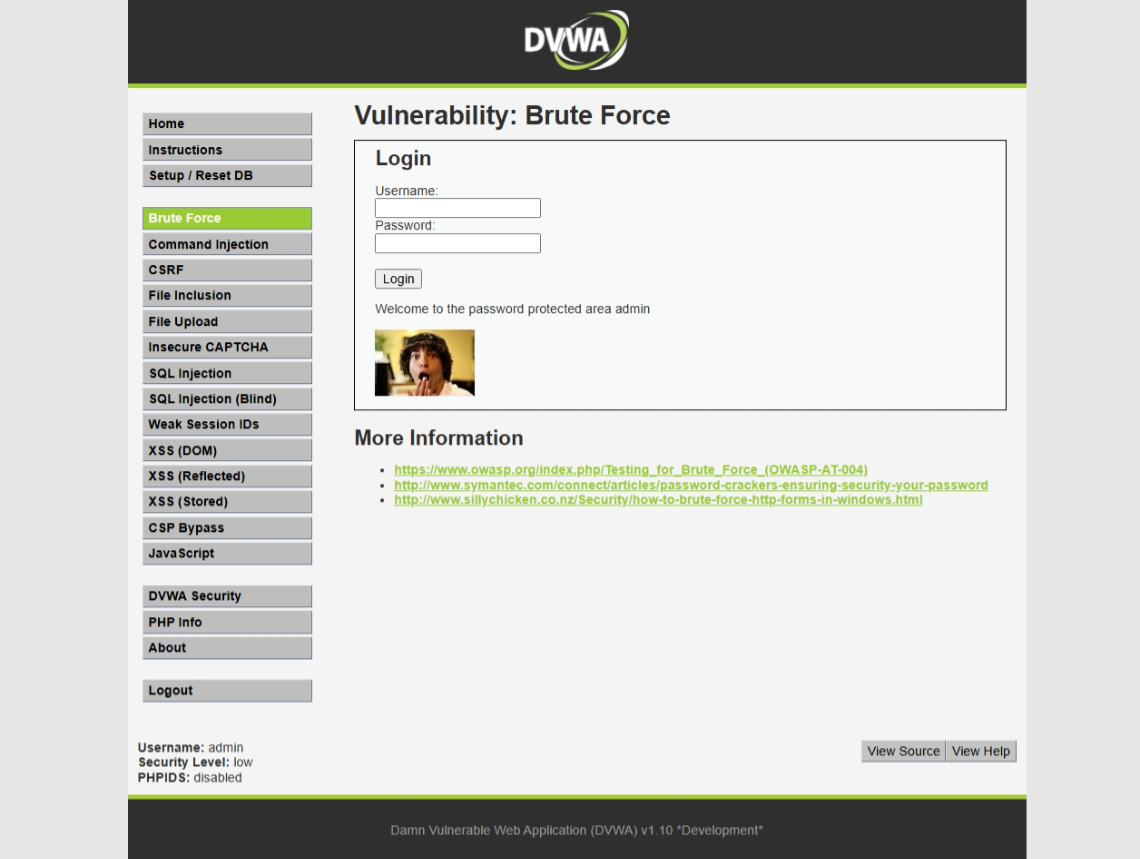 DVWA
Vulnerability: Brute Force
Home
Instructions
Setup / Reset DB
Brute Force
Command Injection
CSRF
File Inclusion
File Upload
Insecure CAPTCHA
SQL Injection
SQL Injection (Blind)
Weak Session IDs
XSS (DOM)
XSS (Reflected)
XSS (Stored)
CSP Bypass
JavaScript
DVWA Security
PHP Info
About
Logout
Login
Username:
Password:
Login
Welcome to the password protected area admin
More Information
https://www.owasp.org/index.php/Testing_for_Brute_Force_(OWASP-AT-004)
http://www.symantec.com/connect/articles/password-crackers-ensuring-security-your-password
http://www.sillychicken.co.nz/Security/how-to-brute-force-http-forms-in-windows.html
Username: admin
Security Level: low
PHPIDS: disabled
View Source View Help
Damn Vulnerable Web Application (DVWA) v1.10 *Development*